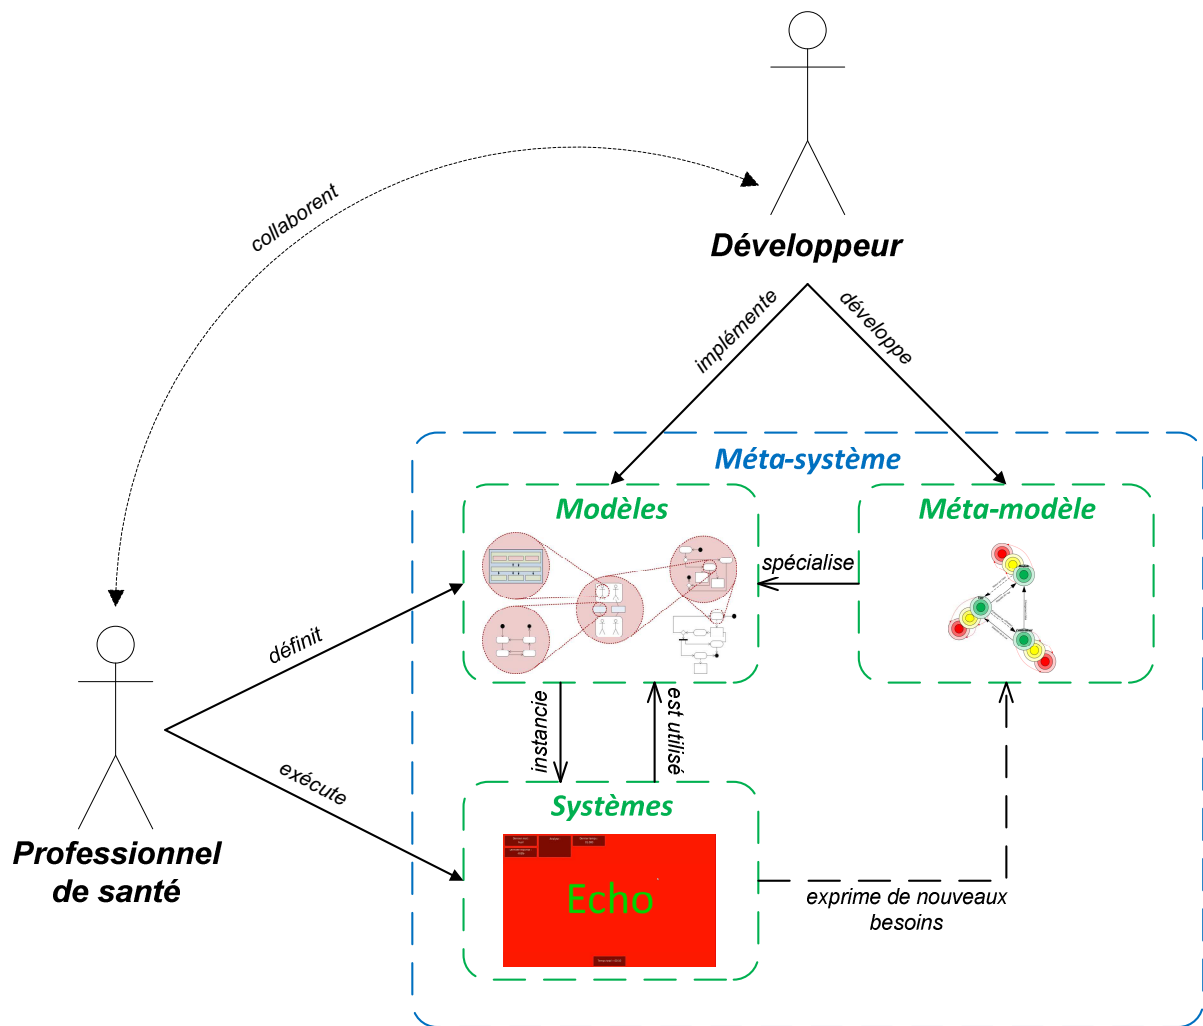 collaborent
Développeur
implémente
développe
Méta-système
Modèles
Méta-modèle
spécialise
définit
instancie
est utilisé
exécute
Professionnel
de santé
Systèmes
Echo
exprime de nouveaux
besoins